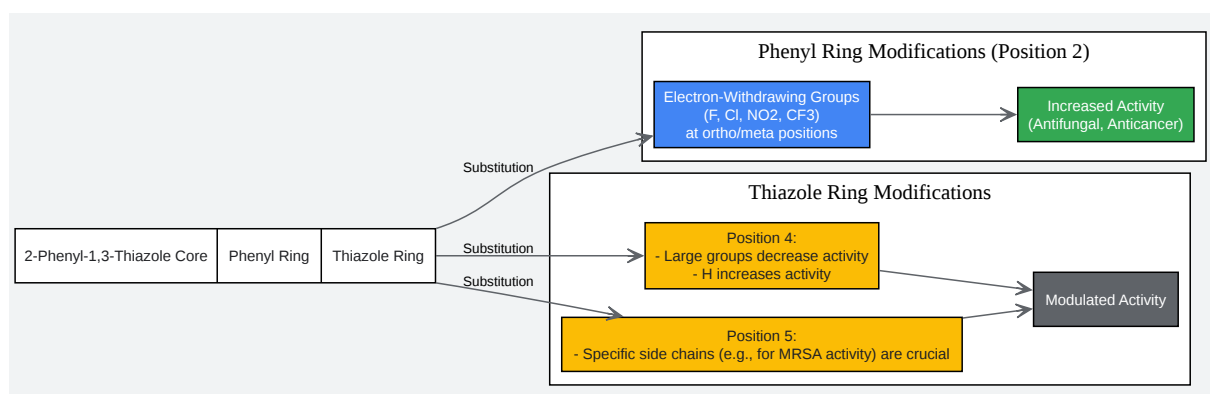 Phenyl Ring Modifications (Position 2)
Electron-Withdrawing Groups
(F, Cl, NO2, CF3)
at ortho/meta positions
Increased Activity
(Antifungal, Anticancer)
Substitution
Thiazole Ring Modifications
2-Phenyl-1,3-Thiazole Core
Phenyl Ring
Thiazole Ring
Substitution
Substitution
Position 4:
- Large groups decrease activity
- H increases activity
Modulated Activity
Position 5:
- Specific side chains (e.g., for MRSA activity) are crucial